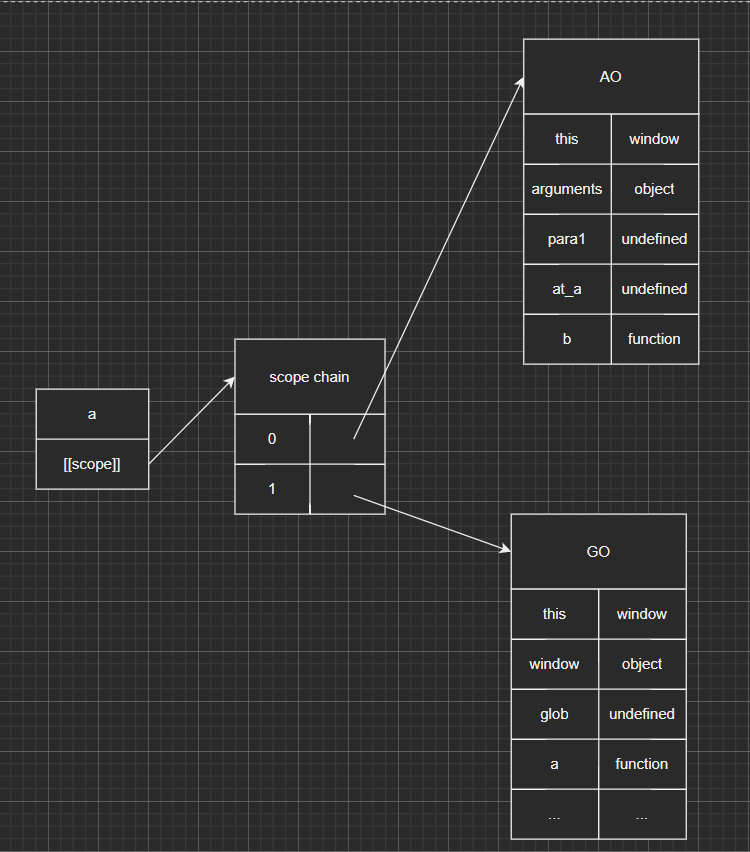 AO
this window
arguments object
para1 undefined
at_a undefined
b function
scope chain
0
1
a
[[scope]]
GO
this window
window object
glob undefined
a function
... ...